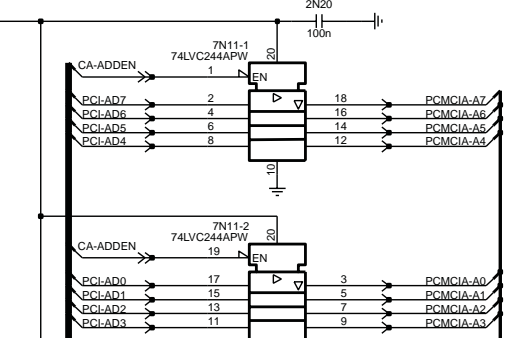 2N20
100n
7N11-1
74LVC244APW
20
CA-ADDEN 1 EN
PCI-AD7 2 18 PCMCIA-A7
PCI-AD6 4 16 PCMCIA-A6
PCI-AD5 6 14 PCMCIA-A5
PCI-AD4 8 12 PCMCIA-A4
10
7N11-2
74LVC244APW
20
CA-ADDEN 19 EN
PCI-AD0 17 3 PCMCIA-A0
PCI-AD1 15 5 PCMCIA-A1
PCI-AD2 13 7 PCMCIA-A2
PCI-AD3 11 9 PCMCIA-A3